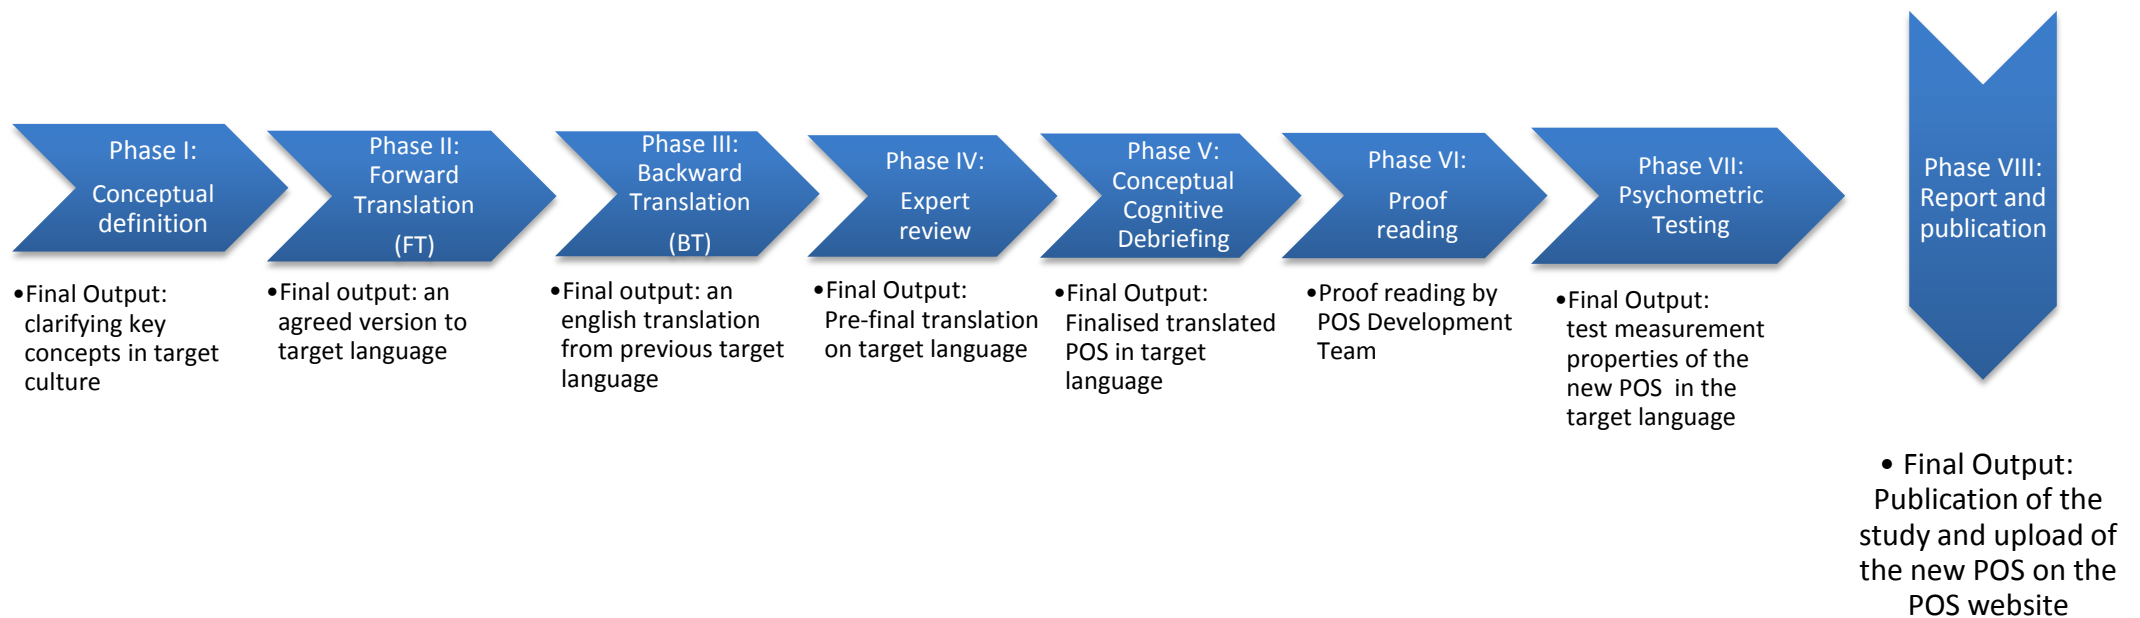 Phase I:
Conceptual
definition
•Final Output:
clarifying key
concepts in target
culture
Phase II:
Forward
Translation
(FT)
•Final output: an
agreed version to
target language
Phase III:
Backward
Translation
(BT)
•Final output: an
english translation
from previous target
language
Phase IV:
Expert
review
•Final Output:
Pre-final translation
on target language
Phase V:
Conceptual
Cognitive
Debriefing
•Final Output:
Finalised translated
POS in target
language
Phase VI:
Proof
reading
•Proof reading by
POS Development
Team
Phase VII:
Psychometric
Testing
•Final Output:
test measurement
properties of the
new POS in the
target language
Phase VIII:
Report and
publication
• Final Output:
Publication of the
study and upload of
the new POS on the
POS website